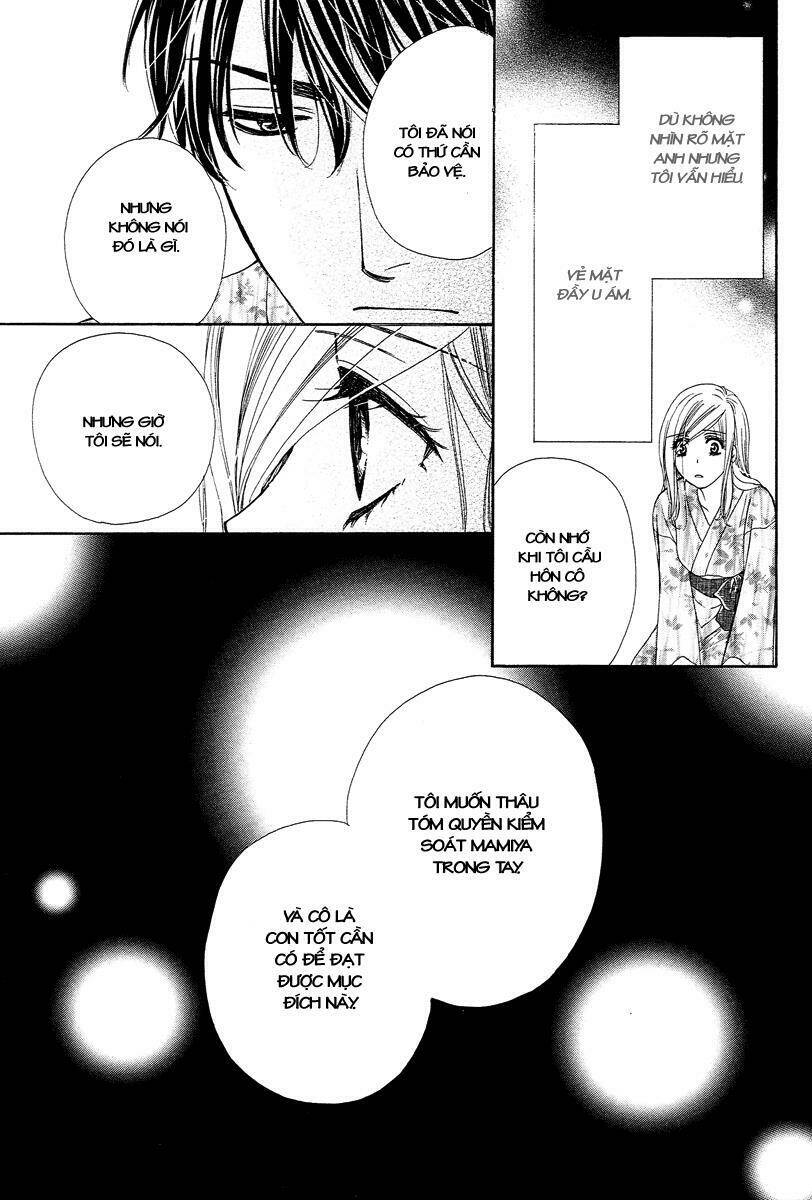 DÙ KHÔNG
NHÌN RÕ MẶT
ANH NHƯNG
TÔI VẪN HIỂU.
VẺ MẶT
ĐẦY U ÁM.
CÒN NHỚ
KHI TÔI CẦU
HÔN CÔ
KHÔNG?
TÔI ĐÃ NÓI
CÓ THỨ CẦN
BẢO VỆ.
NHƯNG
KHÔNG NÓI
ĐÓ LÀ GÌ.
NHƯNG GIỜ
TÔI SẼ NÓI.
TÔI MUỐN THÂU
TÓM QUYỀN KIỂM
SOÁT MAMIYA
TRONG TAY.
VÀ CÔ LÀ
CON TỐT CẦN
CÓ ĐỂ ĐẠT
ĐƯỢC MỤC
ĐÍCH NÀY.